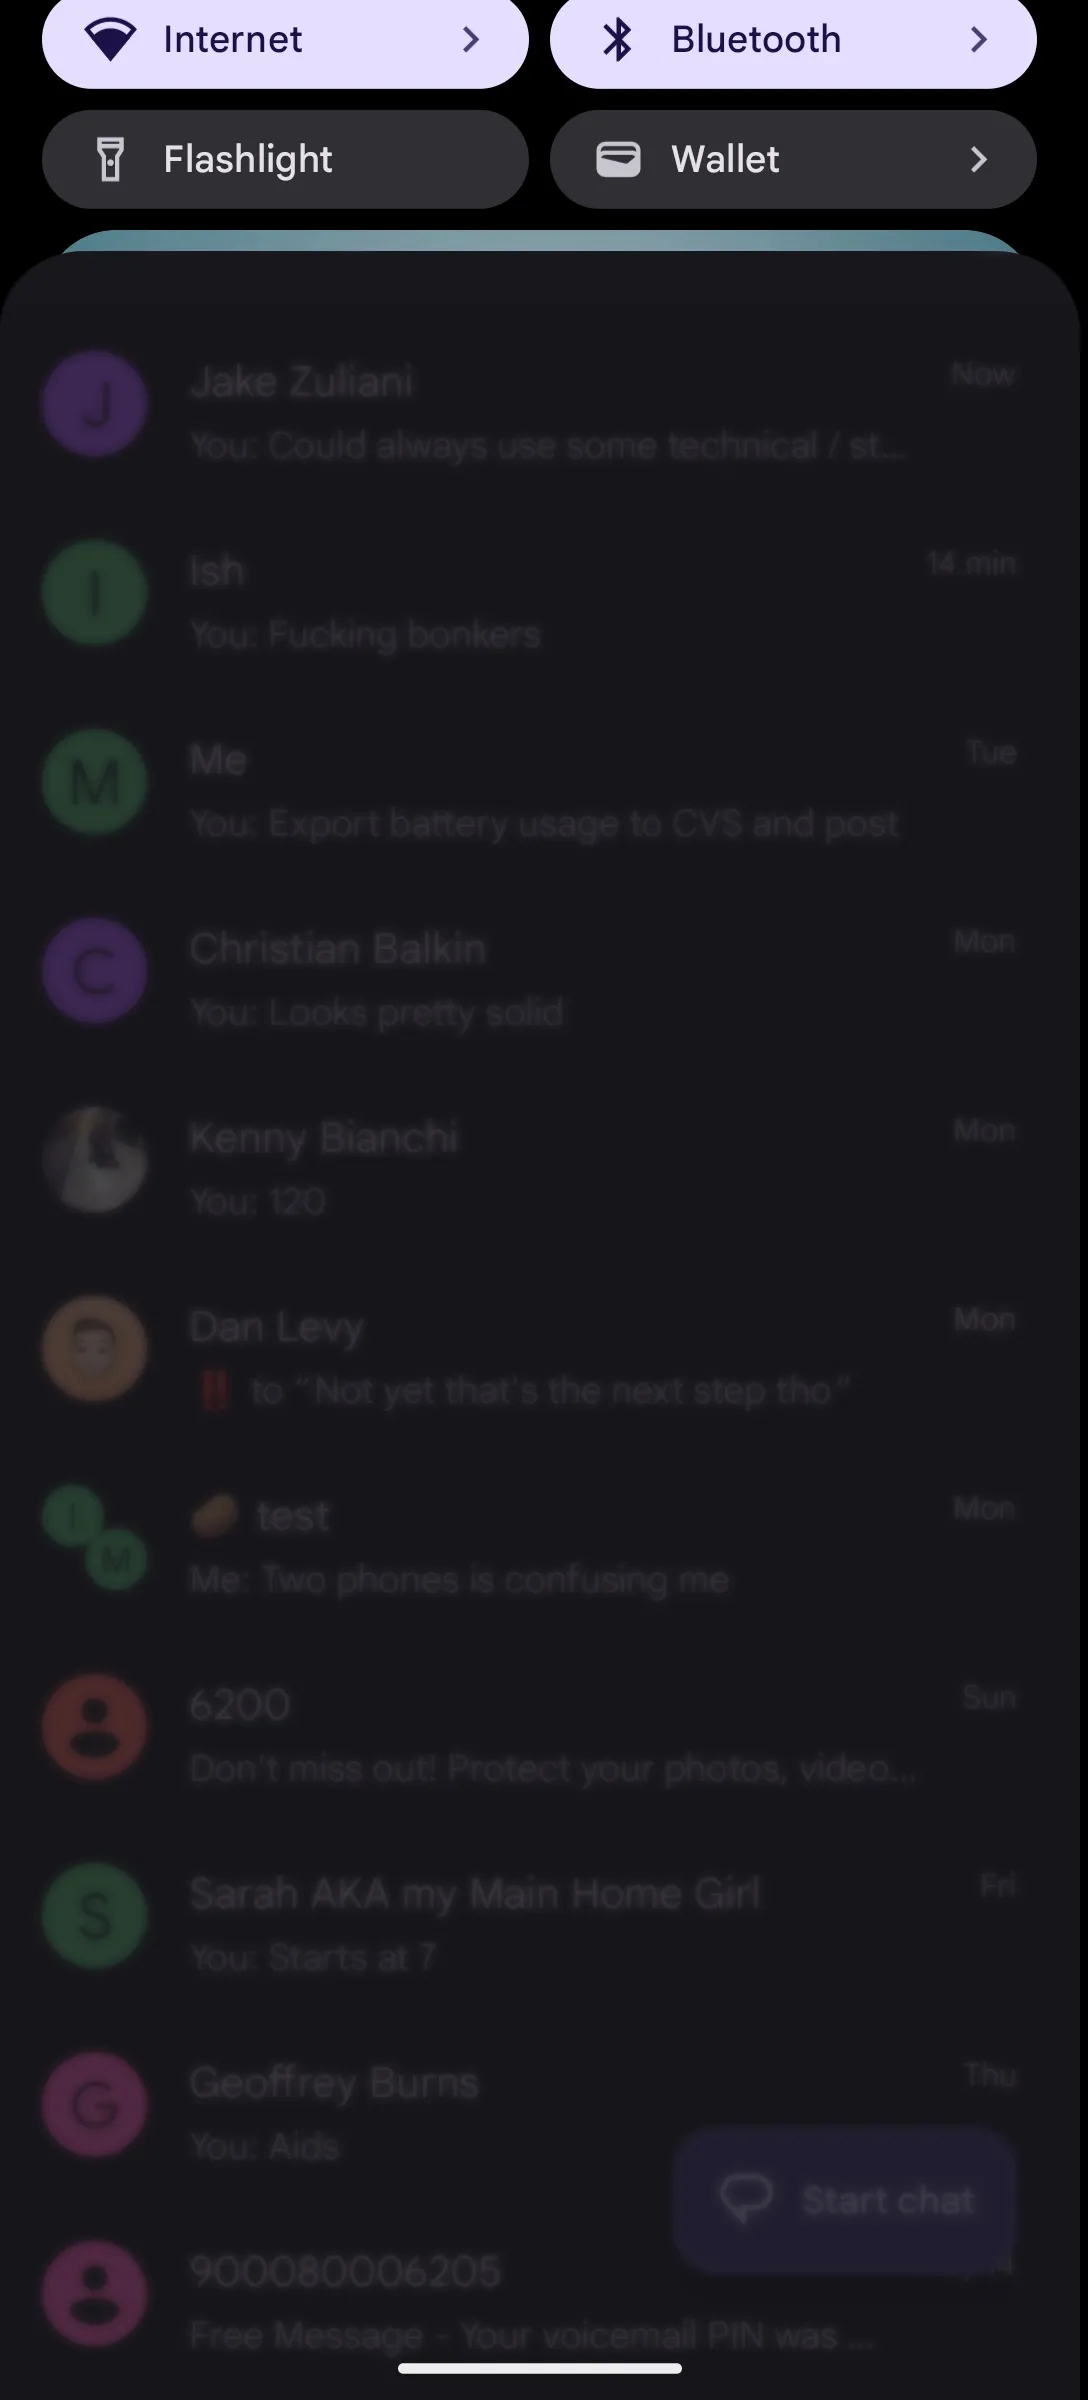 Internet
Bluetooth
Flashlight
Wallet
J
Jake Zuliani
Now
You: Could always use some technical / st...
I
Ish
14 min
You: Fucking bonkers
M
Me
Tue
You: Export battery usage to CVS and post
C
Christian Balkin
Mon
You: Looks pretty solid
Kenny Bianchi
Mon
You: 120
Dan Levy
Mon
‼️ to “Not yet that's the next step tho”
I
M
🥔 test
Mon
Me: Two phones is confusing me
6200
Sun
Don't miss out! Protect your photos, video...
S
Sarah AKA my Main Home Girl
Fri
You: Starts at 7
G
Geoffrey Burns
Thu
You: Aids
Start chat
900080006205
Free Message - Your voicemail PIN was ...